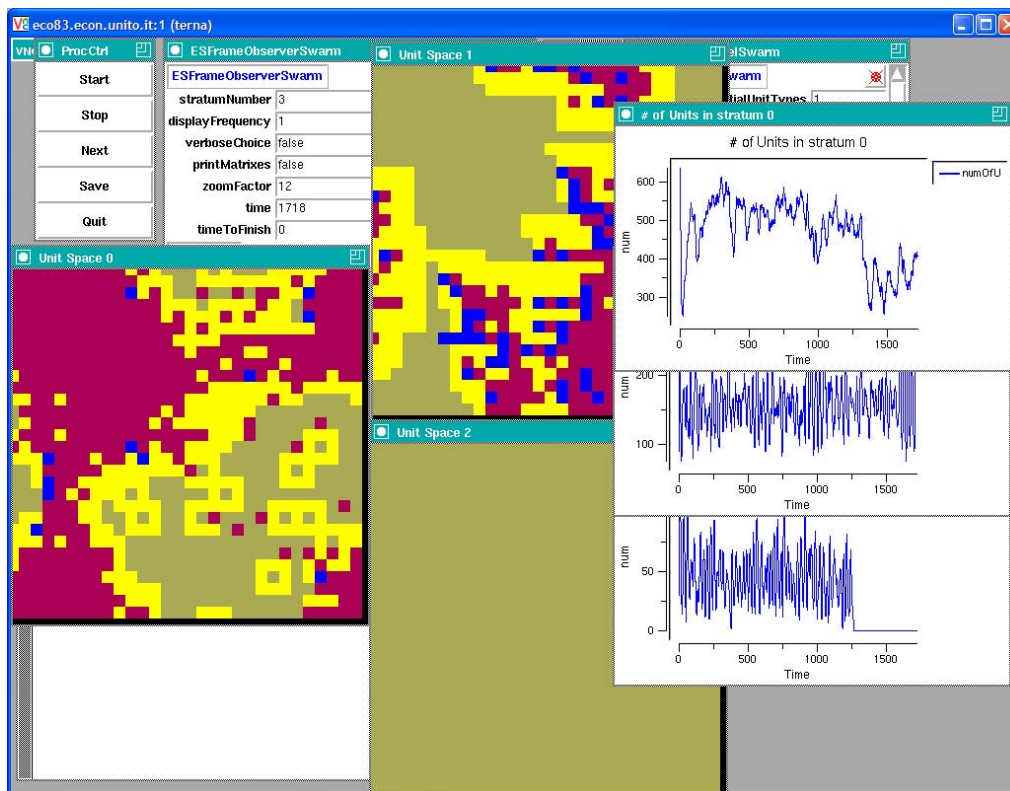 eco83.econ.unito.it:1 (terna)
ProcCtrl
Start
Stop
Next
Save
Quit
ESFrameObserverSwarm
ESFrameObserverSwarm
stratumNumber 3
displayFrequency 1
verboseChoice false
printMatrixes false
zoomFactor 12
time 1718
timeToFinish 0
Unit Space 1
Unit Space 0
Unit Space 2
# of Units in stratum 0
# of Units in stratum 0
numOfU
num
600
500
400
300
0 500 1000 1500
Time
num
200
100
0 500 1000 1500
Time
num
50
0
0 500 1000 1500
Time